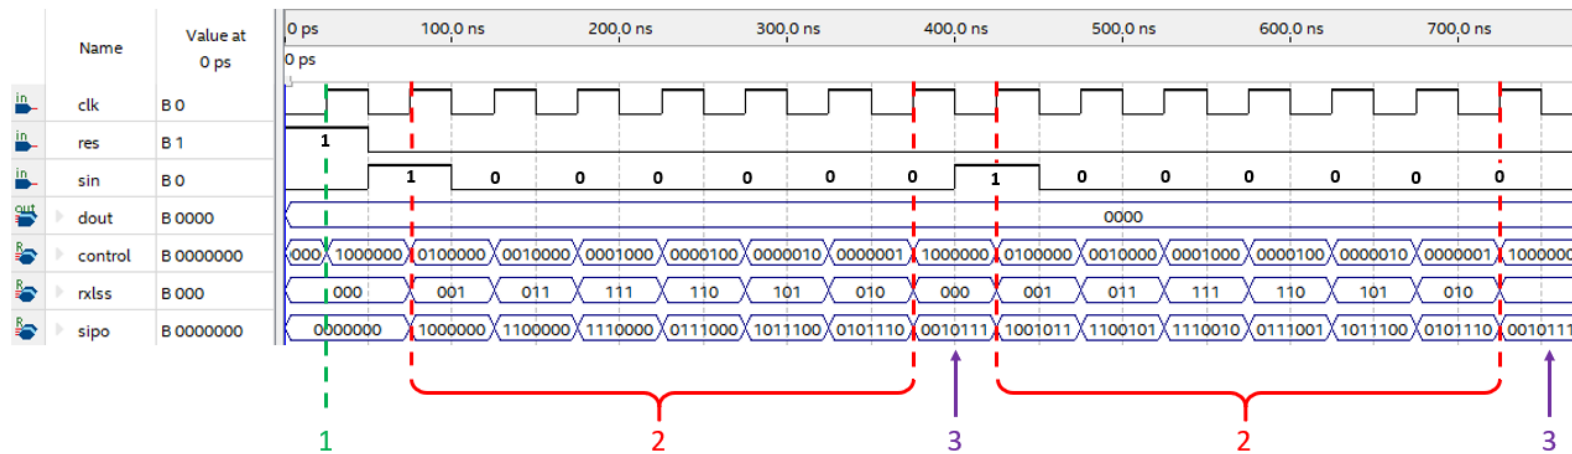 Name Value at 0 ps
0 ps 100.0 ns 200.0 ns 300.0 ns 400.0 ns 500.0 ns 600.0 ns 700.0 ns
0 ps
in clk B 0
in res B 1 1
in sin B 0 1 0 0 0 0 0 0 1 0 0 0 0 0 0
out dout B 0000 0000
R control B 0000000 000 1000000 0100000 0010000 0001000 0000100 0000010 0000001 1000000 0100000 0010000 0001000 0000100 0000010 0000001 1000000
R rxlss B 000 000 001 011 111 110 101 010 000 001 011 111 110 101 010
R sipo B 0000000 0000000 1000000 1100000 1110000 0111000 1011100 0101110 0010111 1001011 1100101 1110010 0111001 1011100 0101110 0010111
1 2 3 2 3